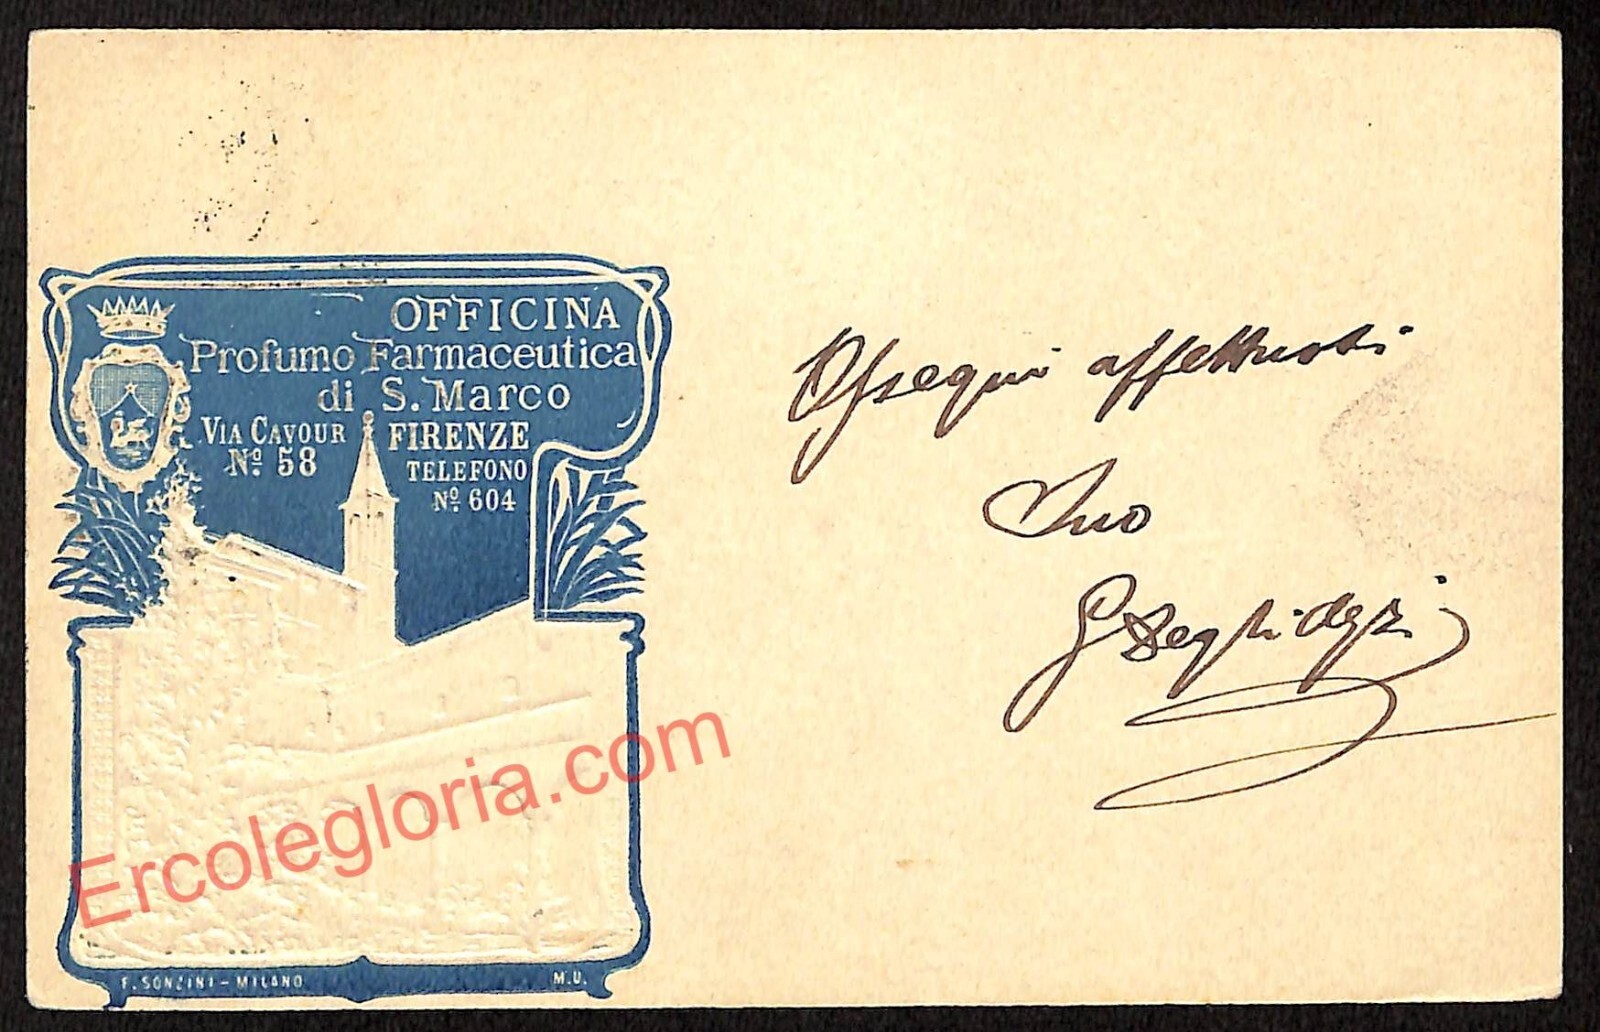 OFFICINA
Profumo Farmaceutica
di S. Marco
VIA CAVOUR
Nº 58
FIRENZE
TELEFONO
Nº 604
F. SONZINI - MILANO
M.U.
Ossequi affettuosi
Suo
Ercolegloria.com